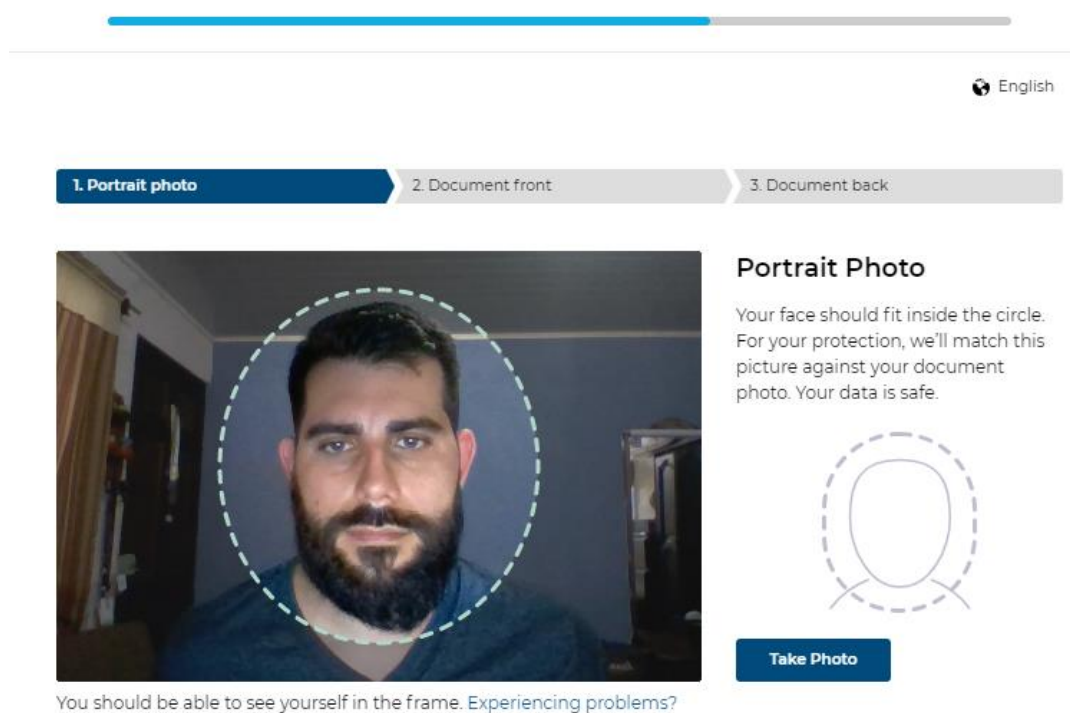 English
1. Portrait photo
2. Document front
3. Document back
Portrait Photo
Your face should fit inside the circle.
For your protection, we'll match this
picture against your document
photo. Your data is safe.
Take Photo
You should be able to see yourself in the frame. Experiencing problems?